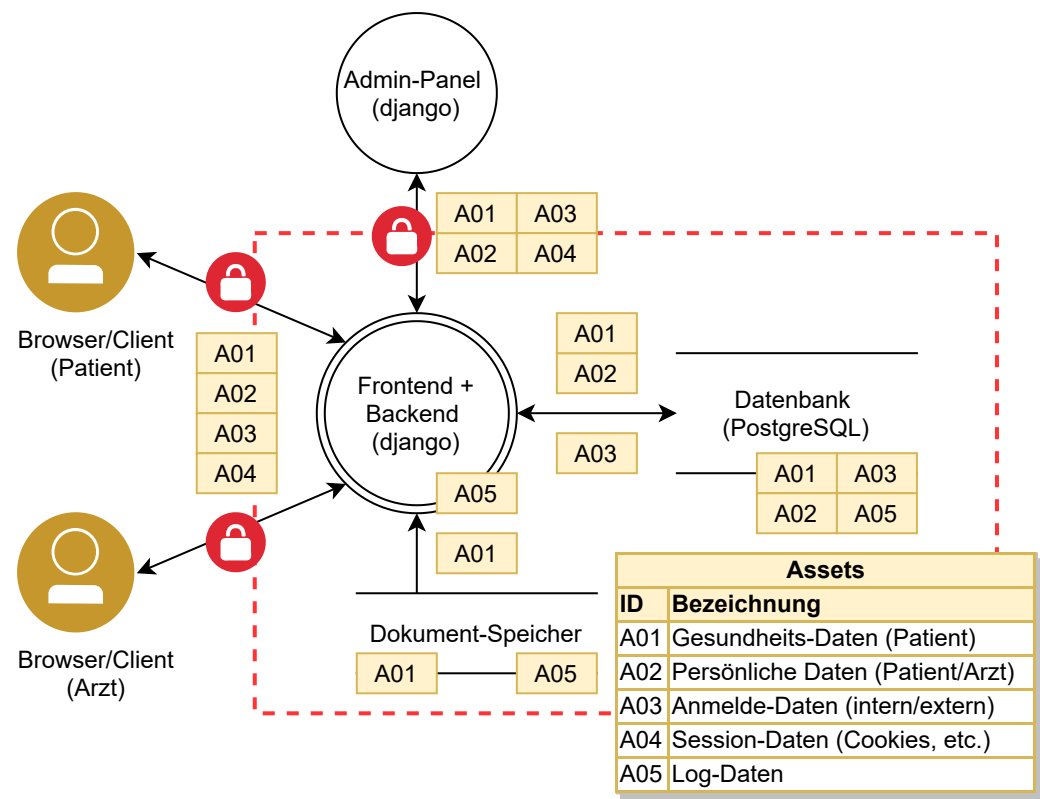 Admin-Panel
(django)
A01 A03
A02 A04
Browser/Client
(Patient)
A01
A02
A03
A04
Frontend +
Backend
(django)
A05
A01
A02
A03
Datenbank
(PostgreSQL)
A01 A03
A02 A05
A01
Dokument-Speicher
A01 A05
Browser/Client
(Arzt)
Assets
ID Bezeichnung
A01 Gesundheits-Daten (Patient)
A02 Persönliche Daten (Patient/Arzt)
A03 Anmelde-Daten (intern/extern)
A04 Session-Daten (Cookies, etc.)
A05 Log-Daten